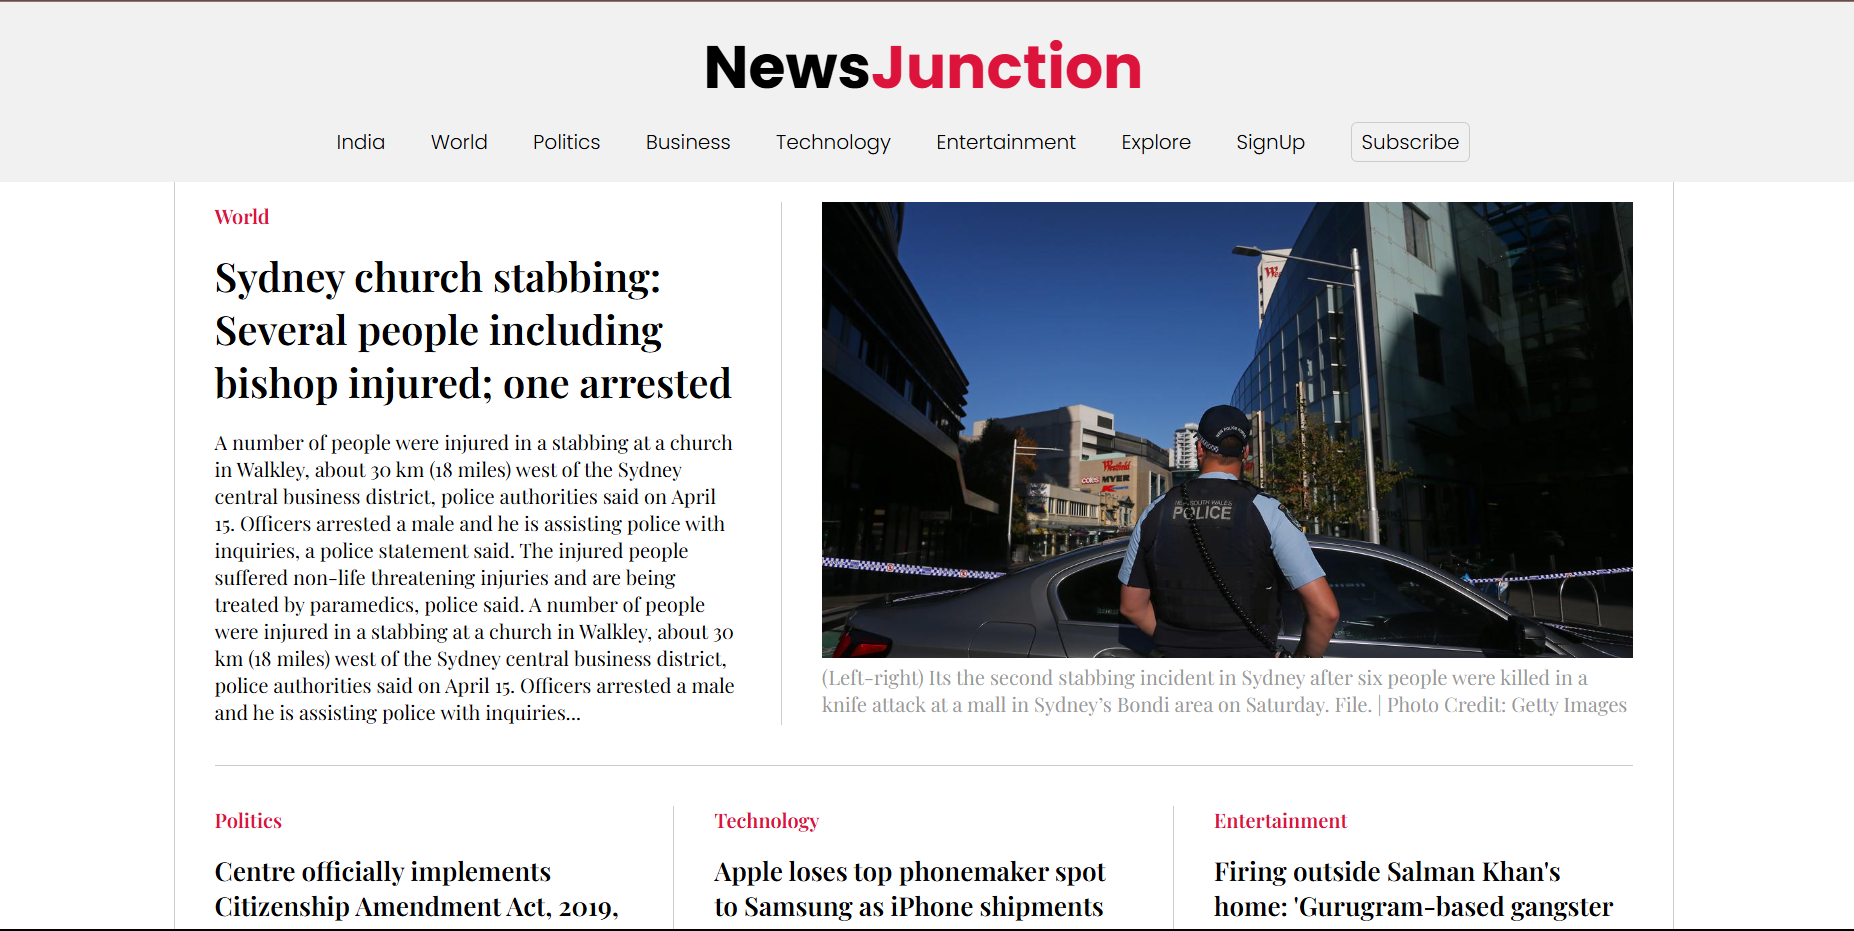 NewsJunction
India World Politics Business Technology Entertainment Explore SignUp Subscribe
World
Sydney church stabbing:
Several people including
bishop injured; one arrested
A number of people were injured in a stabbing at a church
in Walkley, about 30 km (18 miles) west of the Sydney
central business district, police authorities said on April
15. Officers arrested a male and he is assisting police with
inquiries, a police statement said. The injured people
suffered non-life threatening injuries and are being
treated by paramedics, police said. A number of people
were injured in a stabbing at a church in Walkley, about 30
km (18 miles) west of the Sydney central business district,
police authorities said on April 15. Officers arrested a male
and he is assisting police with inquiries...
Westfield
coles MYER
POLICE
(Left-right) Its the second stabbing incident in Sydney after six people were killed in a
knife attack at a mall in Sydney’s Bondi area on Saturday. File. | Photo Credit: Getty Images
Politics
Centre officially implements
Citizenship Amendment Act, 2019,
Technology
Apple loses top phonemaker spot
to Samsung as iPhone shipments
Entertainment
Firing outside Salman Khan's
home: 'Gurugram-based gangster